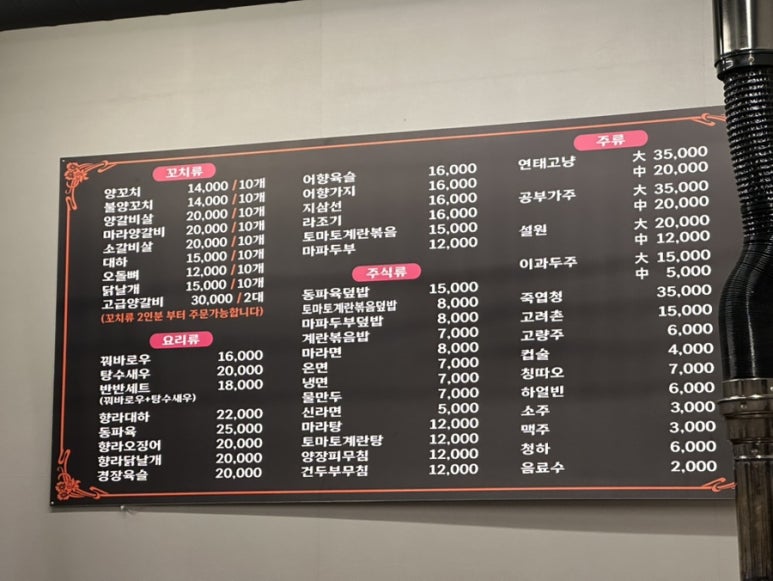 꼬치류
양꼬치 14,000 / 10개
불양꼬치 14,000 / 10개
양갈비살 20,000 / 10개
마라양갈비 20,000 / 10개
소갈비살 20,000 / 10개
대하 15,000 / 10개
오돌뼈 12,000 / 10개
닭날개 15,000 / 10개
고급양갈비 30,000 / 2대
(꼬치류 2인분 부터 주문가능합니다)
요리류
꿔바로우 16,000
탕수새우 20,000
반반세트 18,000
(꿔바로우+탕수새우)
향라대하 22,000
동파육 25,000
향라오징어 20,000
향라닭날개 20,000
경장육슬 20,000
어향육슬 16,000
어향가지 16,000
지삼선 16,000
라조기 16,000
토마토계란볶음 15,000
마파두부 12,000
주식류
동파육덮밥 15,000
토마토계란볶음덮밥 8,000
마파두부덮밥 8,000
계란볶음밥 7,000
마라면 8,000
온면 7,000
냉면 7,000
물만두 7,000
신라면 5,000
마라탕 12,000
토마토계란탕 12,000
양장피무침 12,000
건두부무침 12,000
주류
연태고냥 大 35,000
中 20,000
공부가주 大 35,000
中 20,000
설원 大 20,000
中 12,000
이과두주 大 15,000
中 5,000
죽엽청 35,000
고려촌 15,000
고량주 6,000
컵술 4,000
칭따오 7,000
하얼빈 6,000
소주 3,000
맥주 3,000
청하 6,000
음료수 2,000